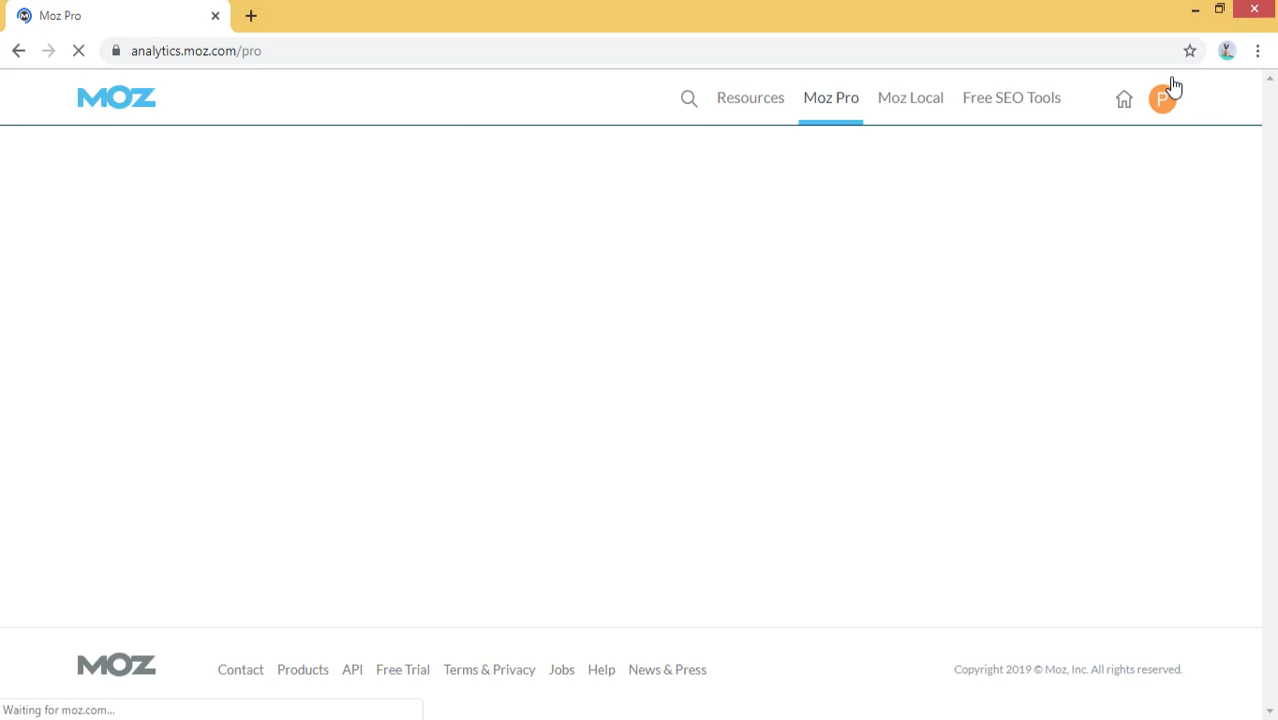 Moz Pro
analytics.moz.com/pro
MOZ
Resources
Moz Pro
Moz Local
Free SEO Tools
P
MOZ
Contact
Products
API
Free Trial
Terms & Privacy
Jobs
Help
News & Press
Copyright 2019 © Moz, Inc. All rights reserved.
Waiting for moz.com...